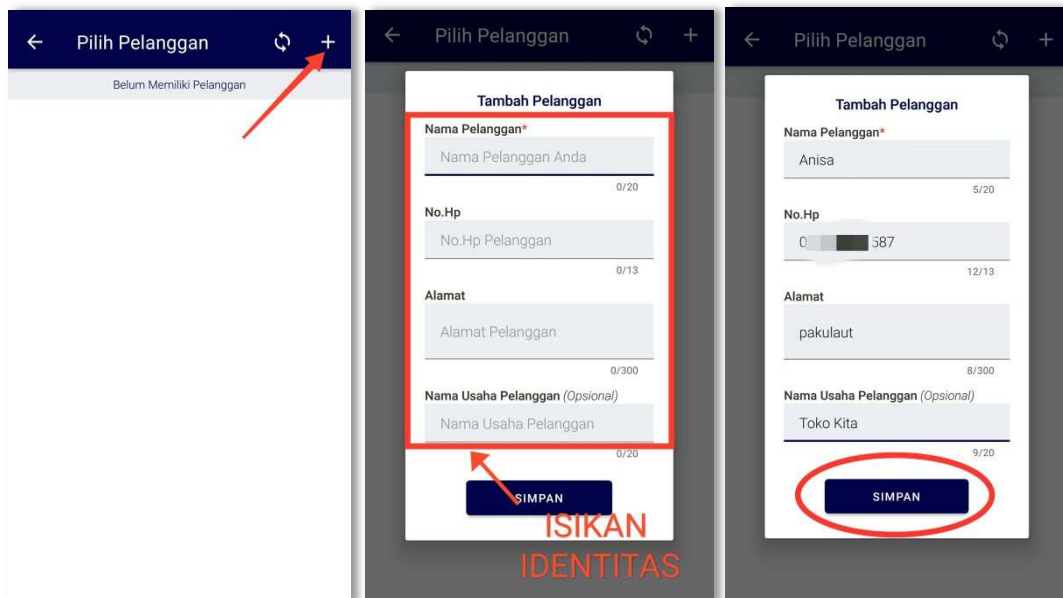 Pilih Pelanggan
Belum Memiliki Pelanggan
Pilih Pelanggan
Tambah Pelanggan
Nama Pelanggan*
Nama Pelanggan Anda
0/20
No.Hp
No.Hp Pelanggan
0/13
Alamat
Alamat Pelanggan
0/300
Nama Usaha Pelanggan (Opsional)
Nama Usaha Pelanggan
0/20
SIMPAN
ISIKAN
IDENTITAS
Pilih Pelanggan
Tambah Pelanggan
Nama Pelanggan*
Anisa
5/20
No.Hp
0 587
12/13
Alamat
pakulaut
8/300
Nama Usaha Pelanggan (Opsional)
Toko Kita
9/20
SIMPAN